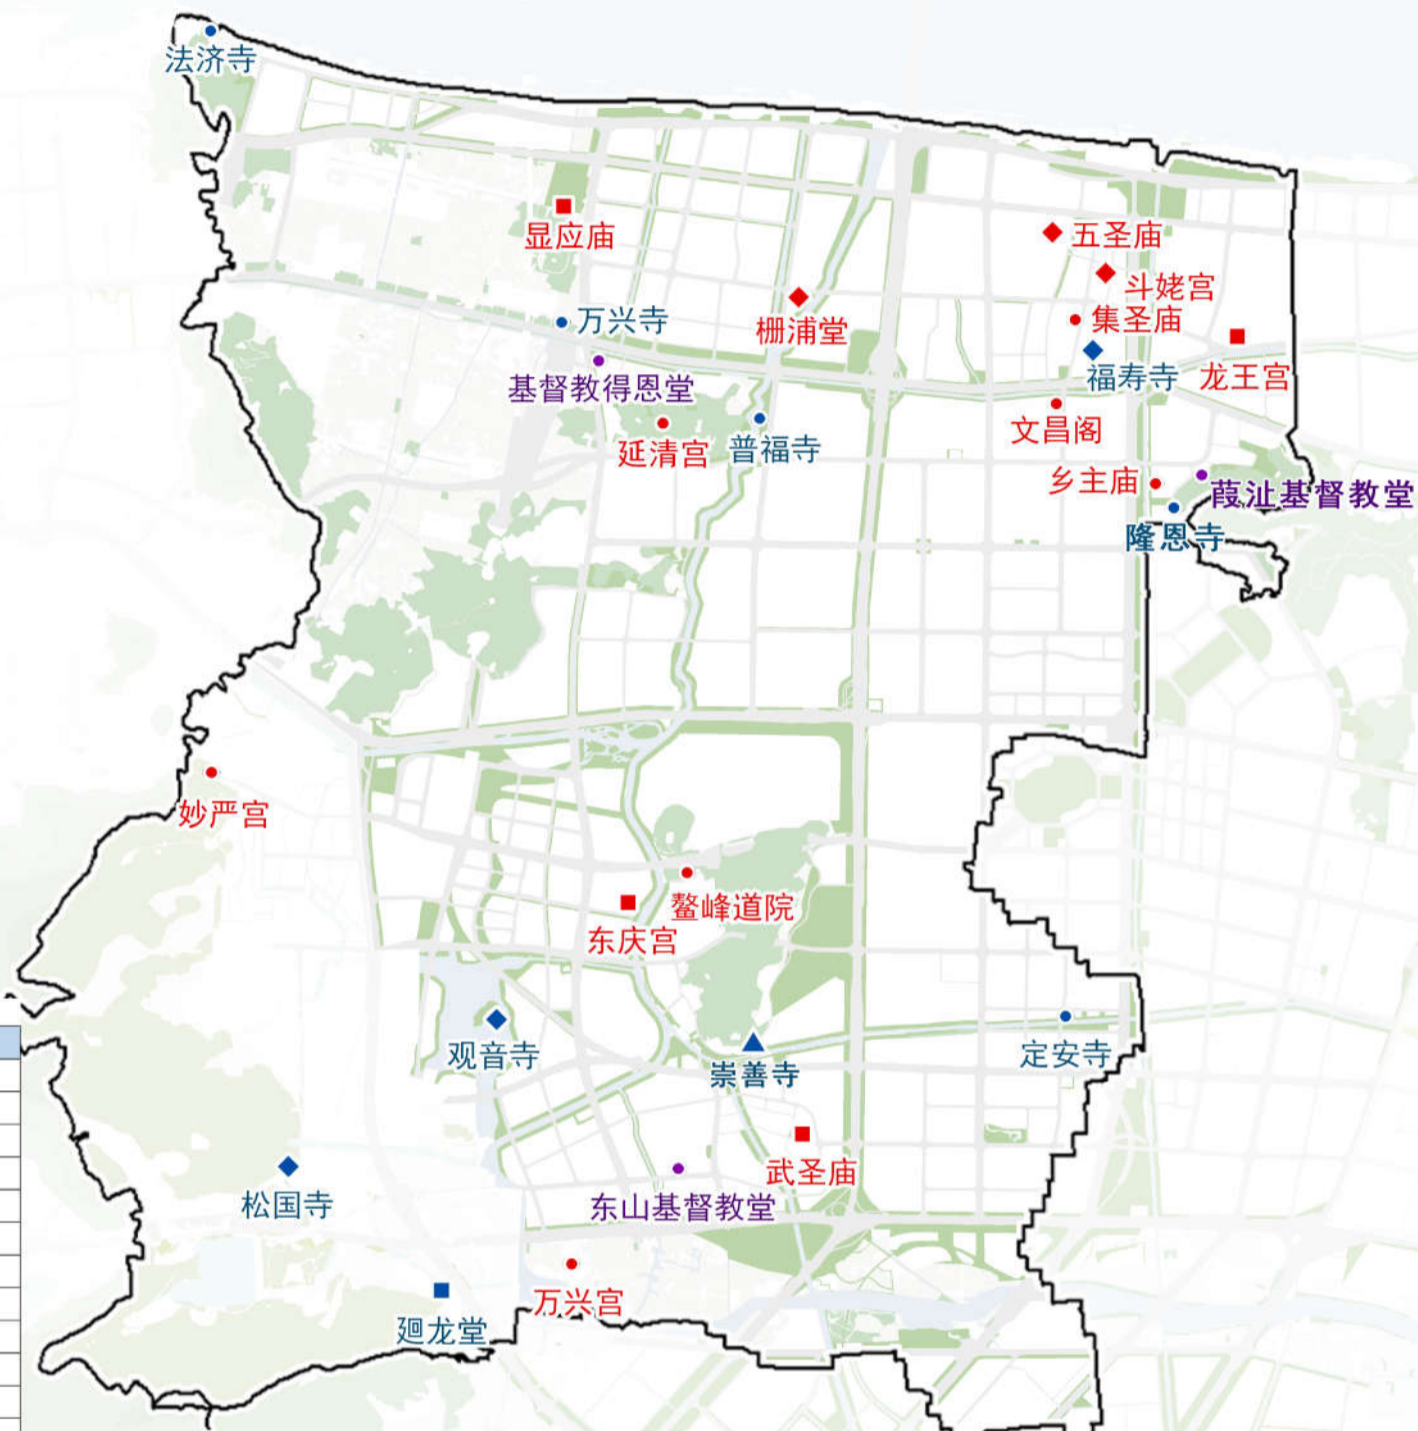 法济寺
显应庙
五圣庙
斗姥宫
集圣庙
万兴寺
栅浦堂
福寿寺
龙王宫
基督教得恩堂
文昌阁
延清宫
普福寺
乡主庙
葭沚基督教堂
隆恩寺
妙严宫
鳌峰道院
东庆宫
观音寺
崇善寺
定安寺
武圣庙
松国寺
东山基督教堂
万兴宫
廻龙堂